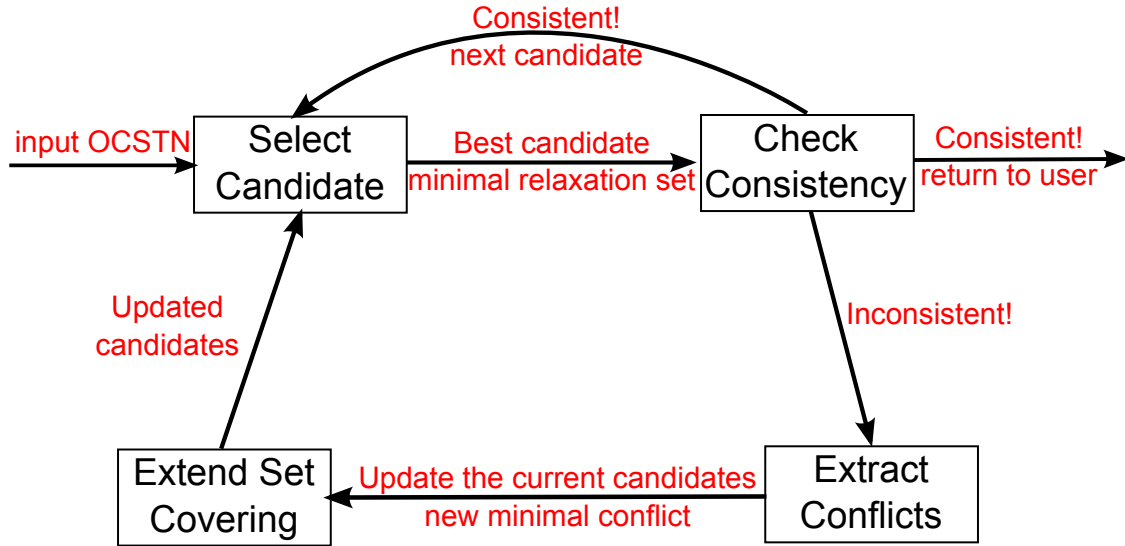 Consistent!
next candidate
input OCSTN
Select
Candidate
Best candidate
minimal relaxation set
Check
Consistency
Consistent!
return to user
Updated
candidates
Inconsistent!
Extend Set
Covering
Update the current candidates
new minimal conflict
Extract
Conflicts